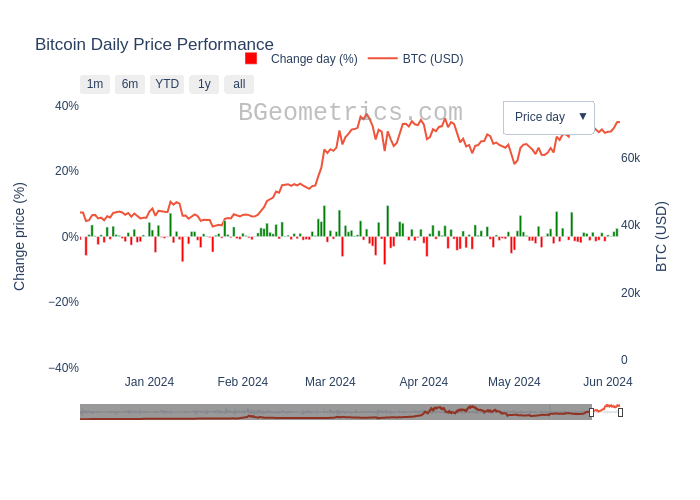 Bitcoin Daily Price Performance
Change day (%) BTC (USD)
1m 6m YTD 1y all
BGeometrics.com
Price day ▼
40%
20%
0%
−20%
−40%
Change price (%)
60k
40k
20k
0
BTC (USD)
Jan 2024 Feb 2024 Mar 2024 Apr 2024 May 2024 Jun 2024